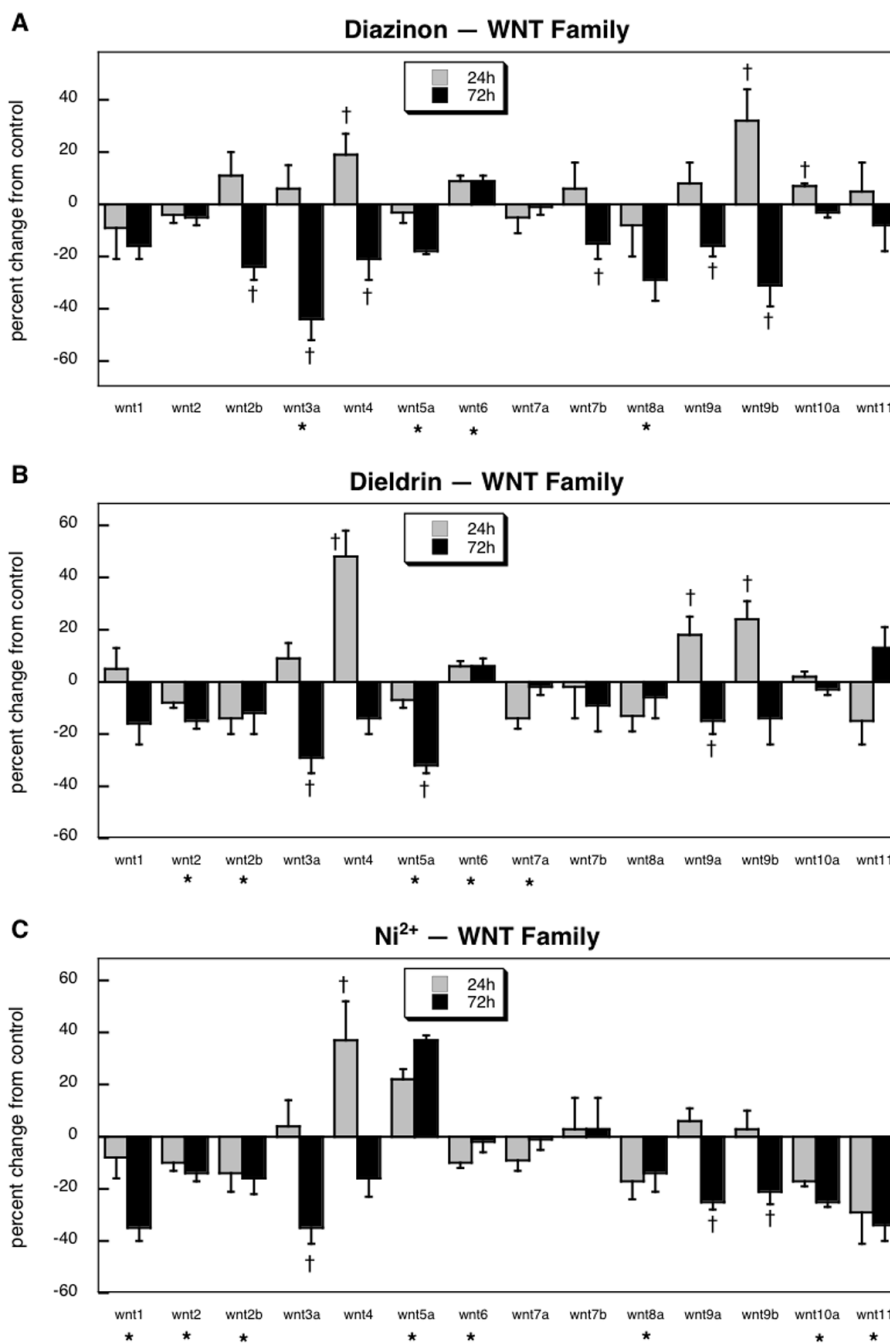 A
Diazinon — WNT Family
24h
72h
percent change from control
40
20
0
-20
-40
-60
†
†
†
†
†
†
†
†
†
†
wnt1 wnt2 wnt2b wnt3a wnt4 wnt5a wnt6 wnt7a wnt7b wnt8a wnt9a wnt9b wnt10a wnt11
* * * *
B
Dieldrin — WNT Family
24h
72h
percent change from control
60
40
20
0
-20
-40
-60
†
†
†
†
†
†
wnt1 wnt2 wnt2b wnt3a wnt4 wnt5a wnt6 wnt7a wnt7b wnt8a wnt9a wnt9b wnt10a wnt11
* * * * *
C
Ni²⁺ — WNT Family
24h
72h
percent change from control
60
40
20
0
-20
-40
-60
†
†
†
†
wnt1 wnt2 wnt2b wnt3a wnt4 wnt5a wnt6 wnt7a wnt7b wnt8a wnt9a wnt9b wnt10a wnt11
* * * * * * * *